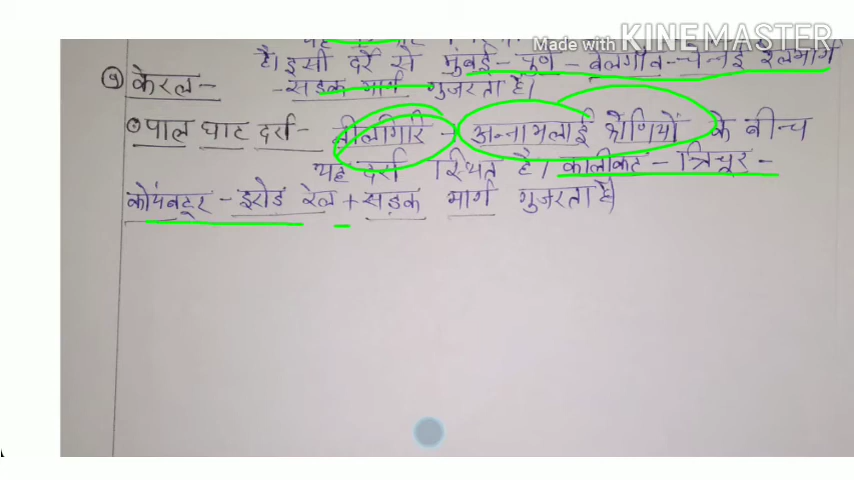 Made with KINEMASTER
है। इसी दर्रे से मुंबई - पुणे - बेलगाँव - चेन्नई रेलमार्ग
- सड़क मार्ग गुजरता है।
9 केरल -
पाल घाट दर्रा - नीलगिरि - अन्नामलाई श्रेणियों के बीच
यह दर्रा स्थित है। कालीकट - त्रिचूर -
कोयंबटूर - इरोड रेल + सड़क मार्ग गुजरता है।